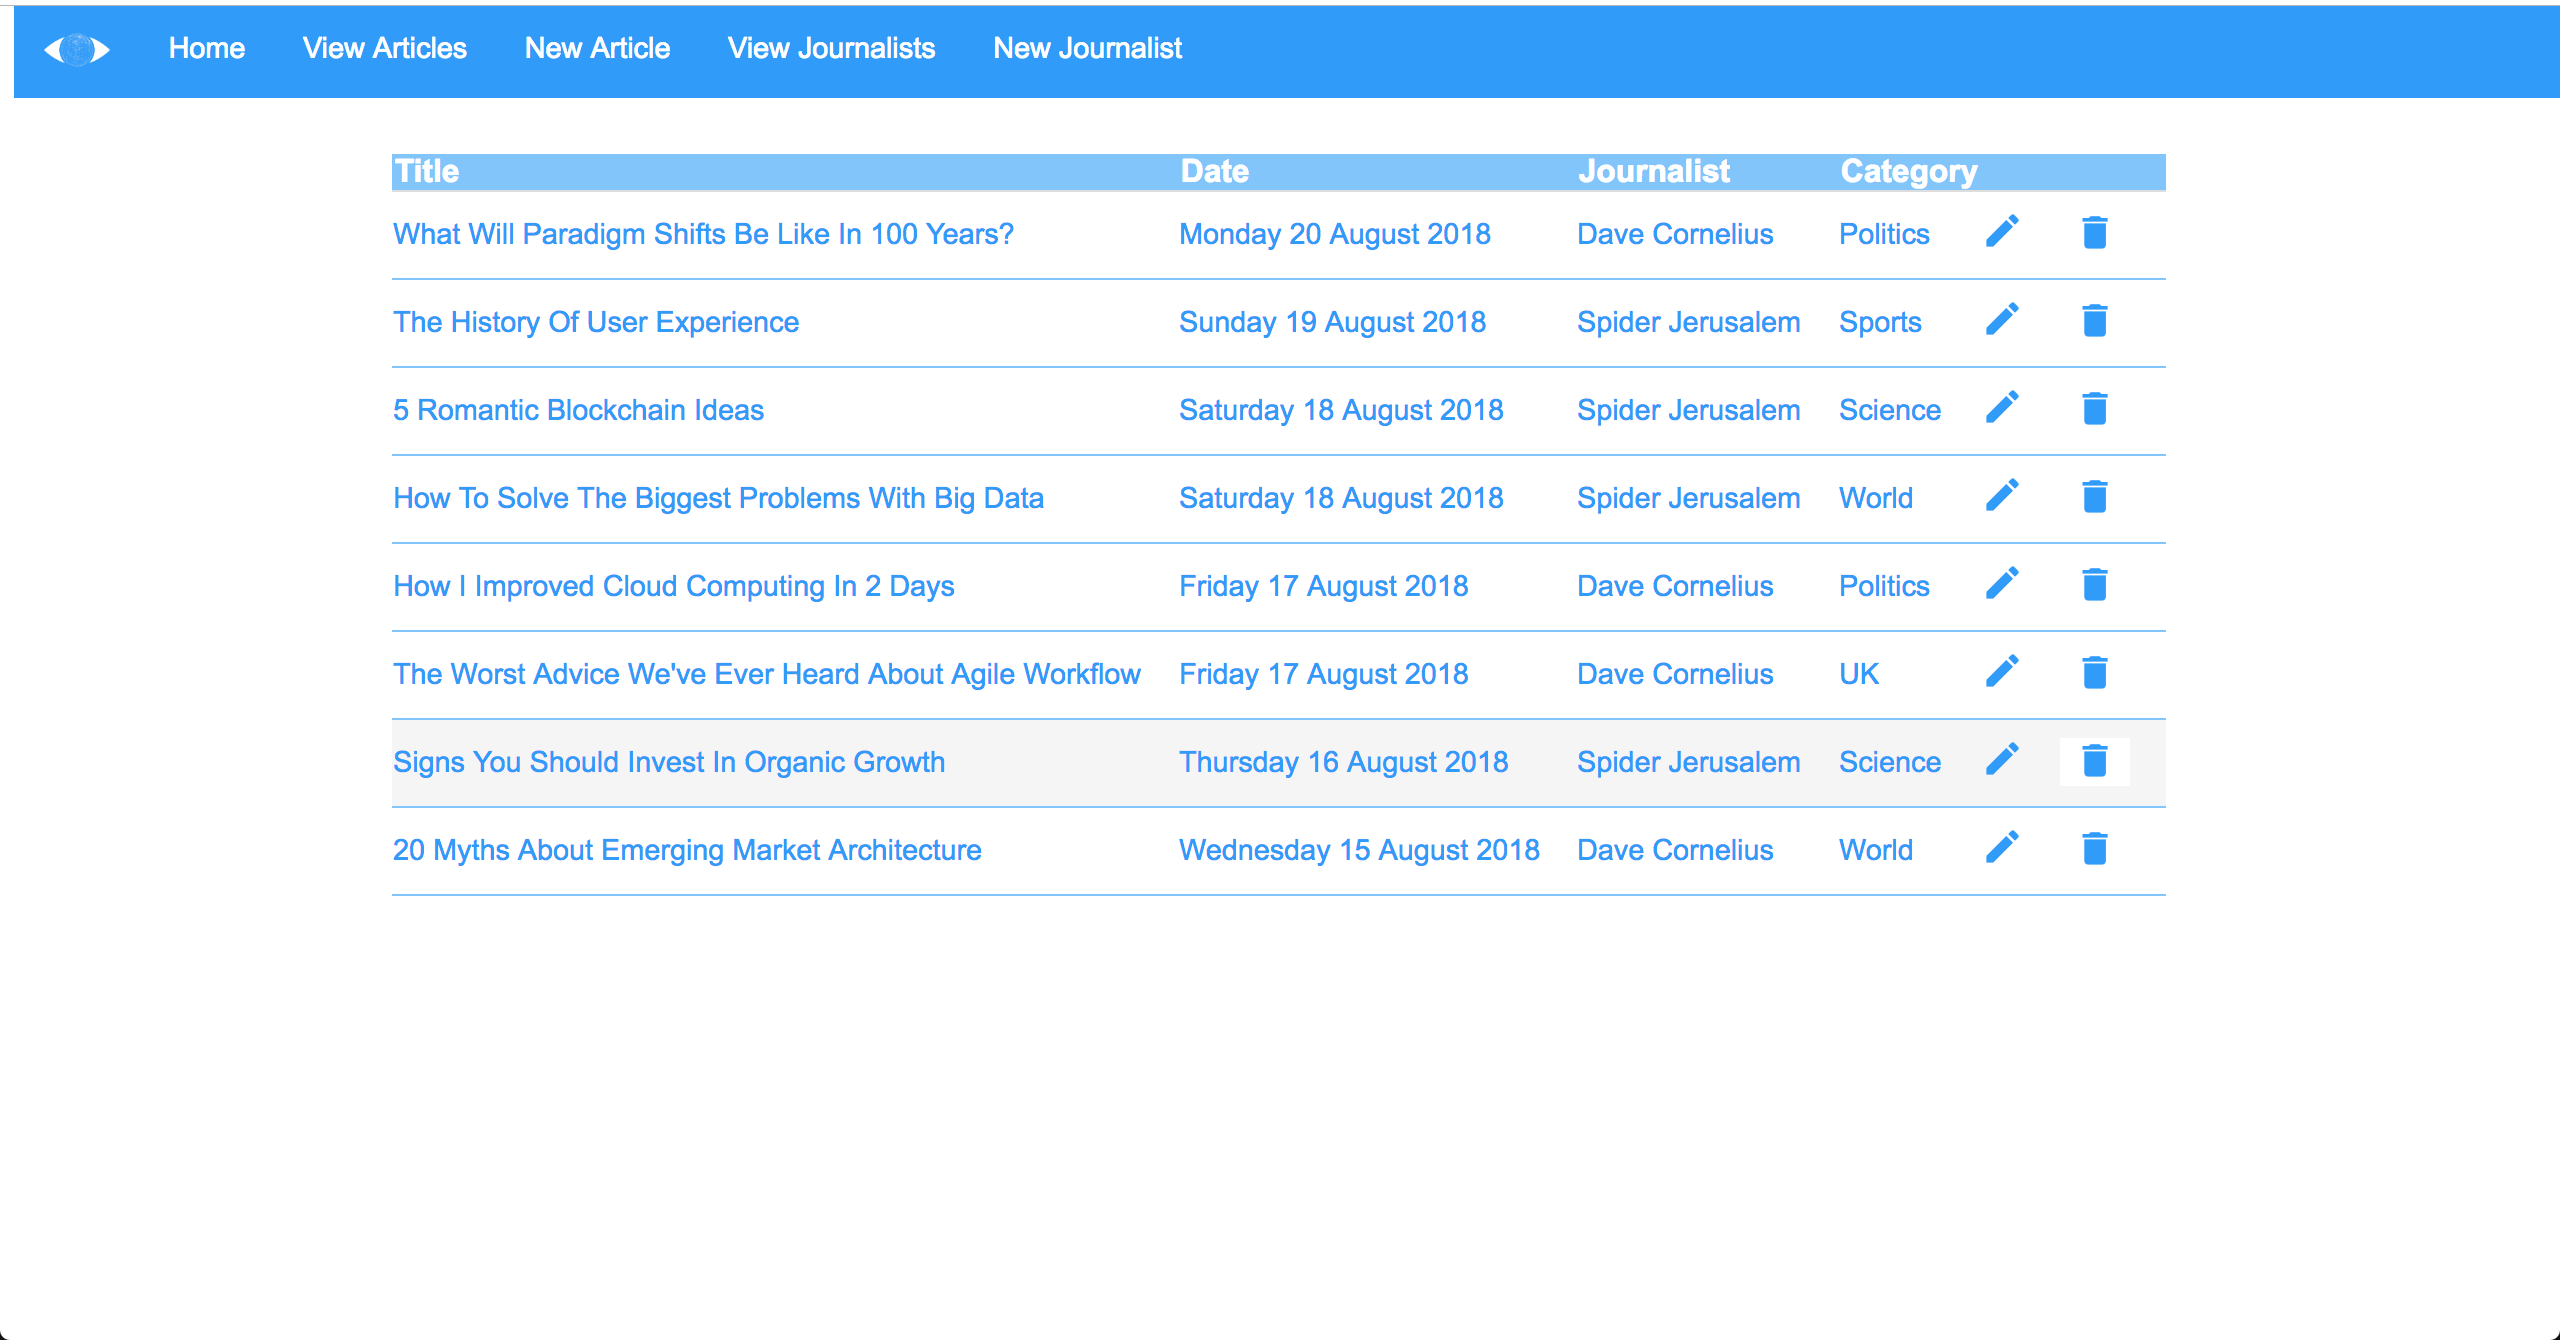 Home View Articles New Article View Journalists New Journalist
Title Date Journalist Category
What Will Paradigm Shifts Be Like In 100 Years? Monday 20 August 2018 Dave Cornelius Politics
The History Of User Experience Sunday 19 August 2018 Spider Jerusalem Sports
5 Romantic Blockchain Ideas Saturday 18 August 2018 Spider Jerusalem Science
How To Solve The Biggest Problems With Big Data Saturday 18 August 2018 Spider Jerusalem World
How I Improved Cloud Computing In 2 Days Friday 17 August 2018 Dave Cornelius Politics
The Worst Advice We've Ever Heard About Agile Workflow Friday 17 August 2018 Dave Cornelius UK
Signs You Should Invest In Organic Growth Thursday 16 August 2018 Spider Jerusalem Science
20 Myths About Emerging Market Architecture Wednesday 15 August 2018 Dave Cornelius World